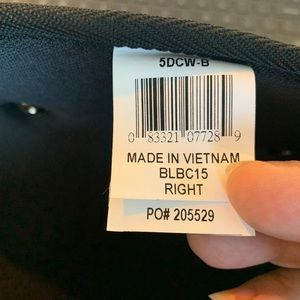 5DCW-B
0 83321 07728 9
MADE IN VIETNAM
BLBC15
RIGHT
PO# 205529